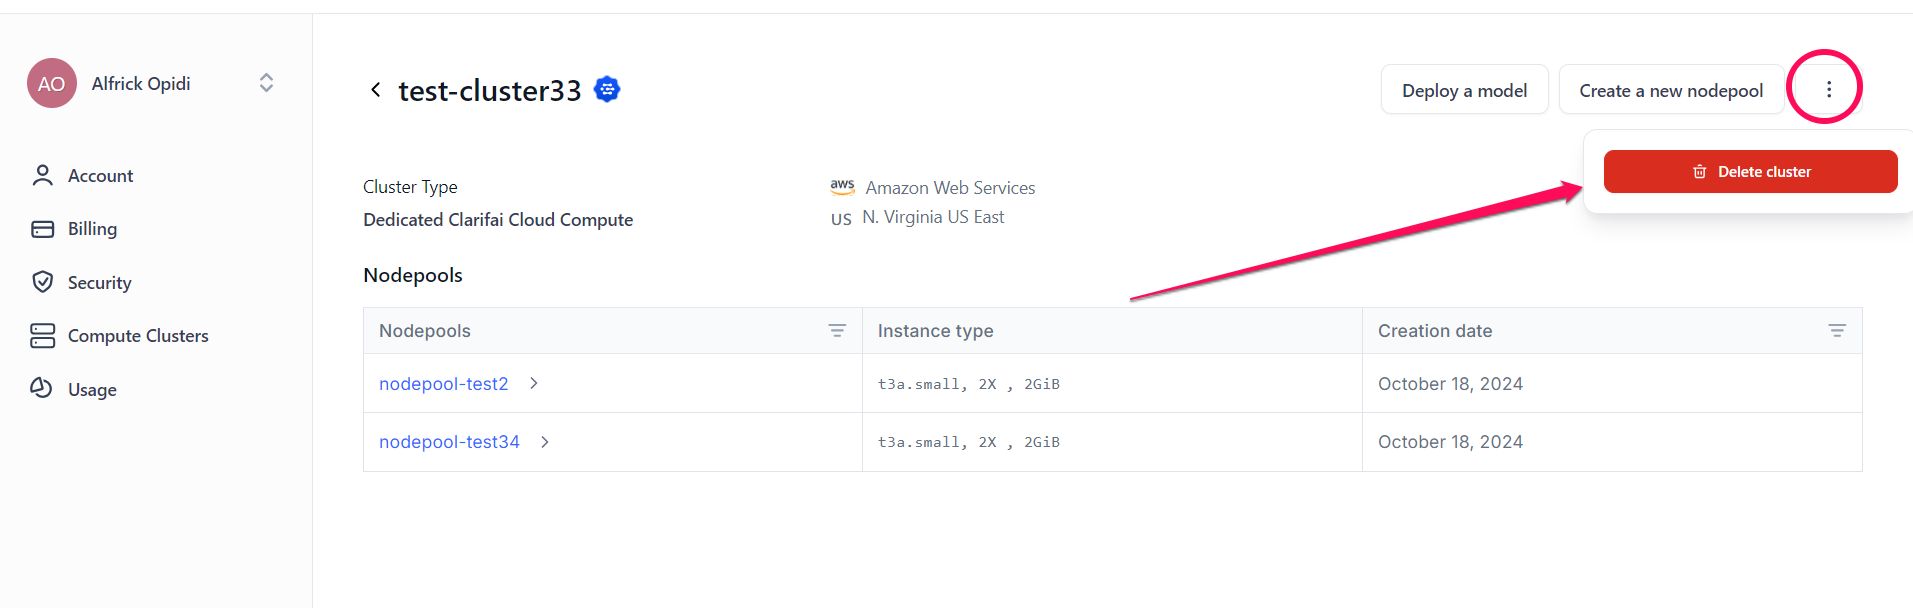 AO
Alfrick Opidi
Account
Billing
Security
Compute Clusters
Usage
test-cluster33
Deploy a model
Create a new nodepool
Delete cluster
Cluster Type
Dedicated Clarifai Cloud Compute
aws Amazon Web Services
US N. Virginia US East
Nodepools
Nodepools Instance type Creation date
nodepool-test2 t3a.small, 2X , 2GiB October 18, 2024
nodepool-test34 t3a.small, 2X , 2GiB October 18, 2024